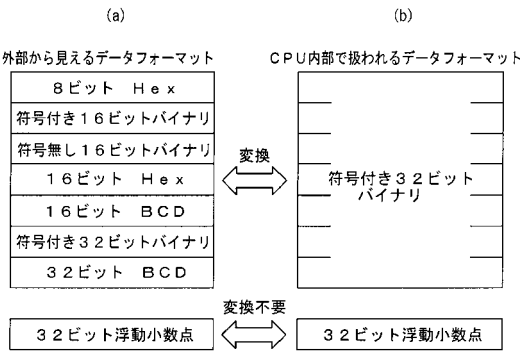 (a)
(b)
外部から見えるデータフォーマット
CPU内部で扱われるデータフォーマット
8ビット Hex
符号付き16ビットバイナリ
符号無し16ビットバイナリ
16ビット Hex
16ビット BCD
符号付き32ビットバイナリ
32ビット BCD
変換
符号付き32ビット
バイナリ
変換不要
32ビット浮動小数点
32ビット浮動小数点